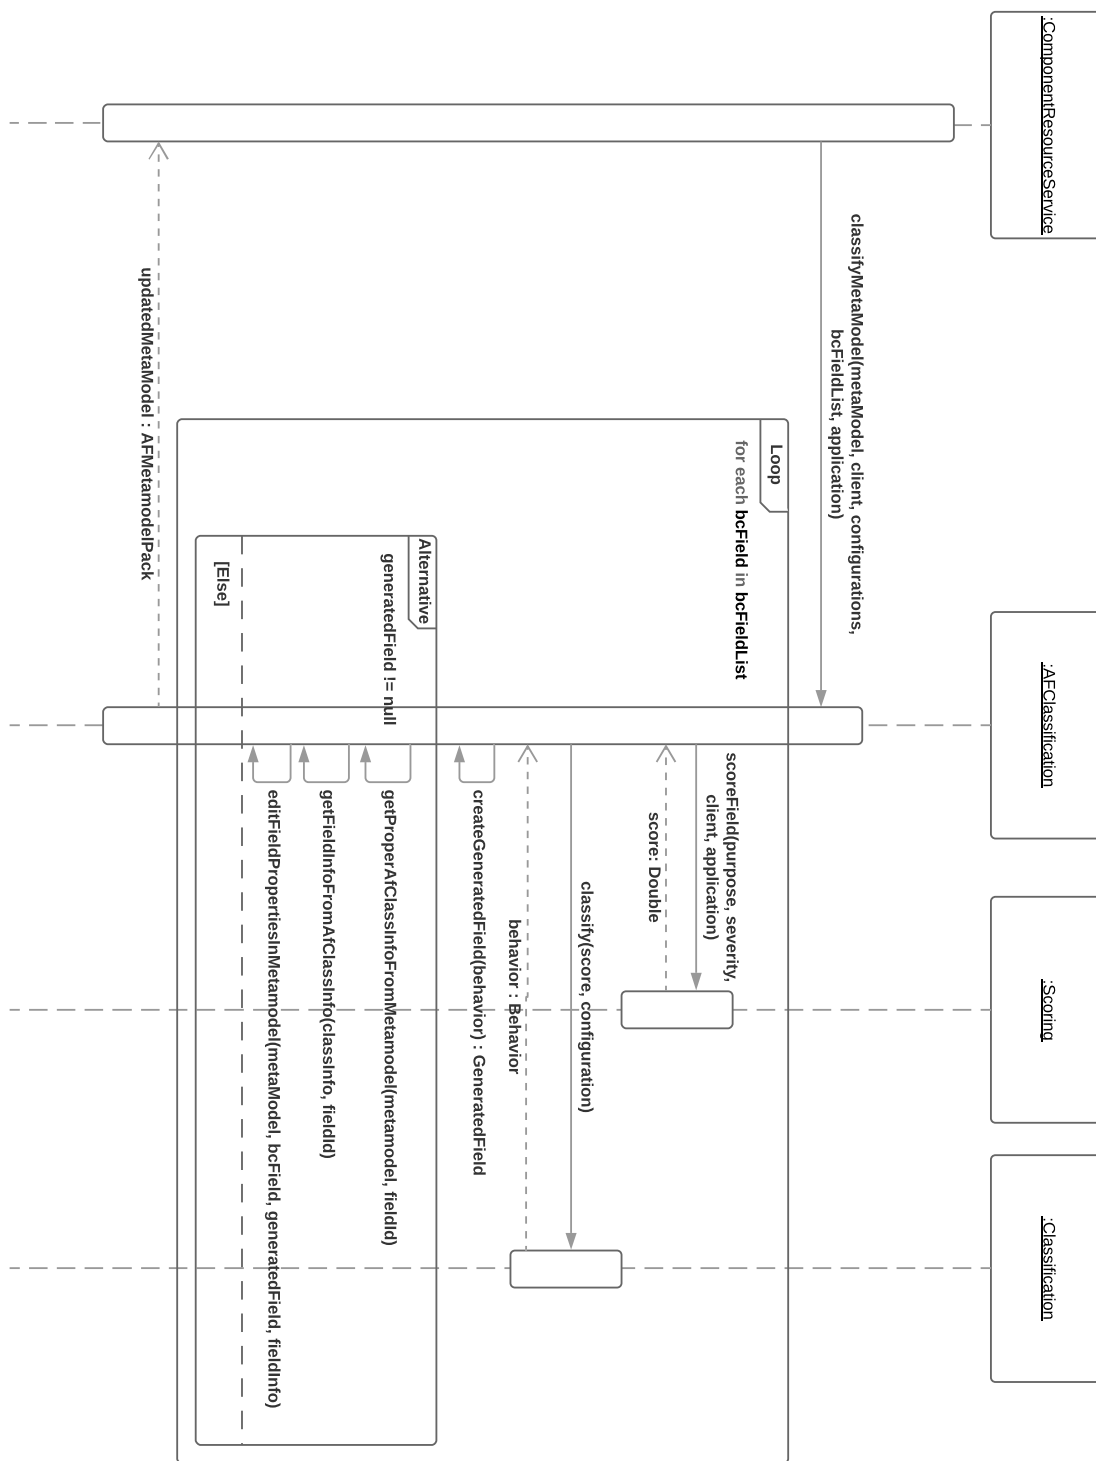 :ComponentResourceService
:AFClassification
:Scoring
:Classification
classifyMetaModel(metaModel, client, configurations,
bcFieldList, application)
Loop
for each bcField in bcFieldList
scoreField(purpose, severity,
client, application)
score: Double
classify(score, configuration)
behavior : Behavior
createGeneratedField(behavior) : GeneratedField
Alternative
generatedField != null
getProperAfClassInfoFromMetamodel(metamodel, fieldId)
getFieldInfoFromAfClassInfo(classInfo, fieldId)
editFieldPropertiesInMetamodel(metaModel, bcField, generatedField, fieldInfo)
[Else]
updatedMetaModel : AFMetamodelPack